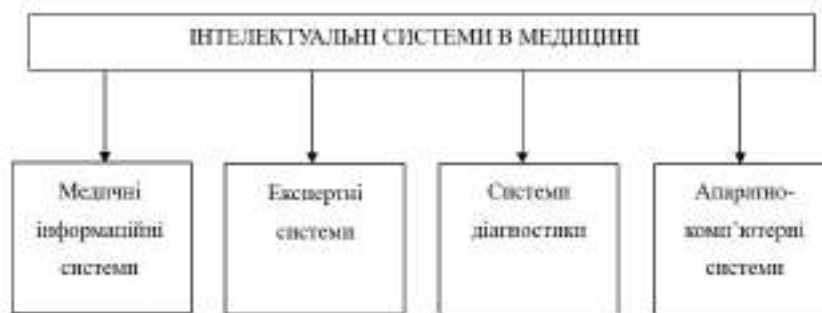 ІНТЕЛЕКТУАЛЬНІ СИСТЕМИ В МЕДИЦИНІ
Медичні
інформаційні
системи
Експертні
системи
Системи
діагностики
Апаратно-
комп'ютерні
системи